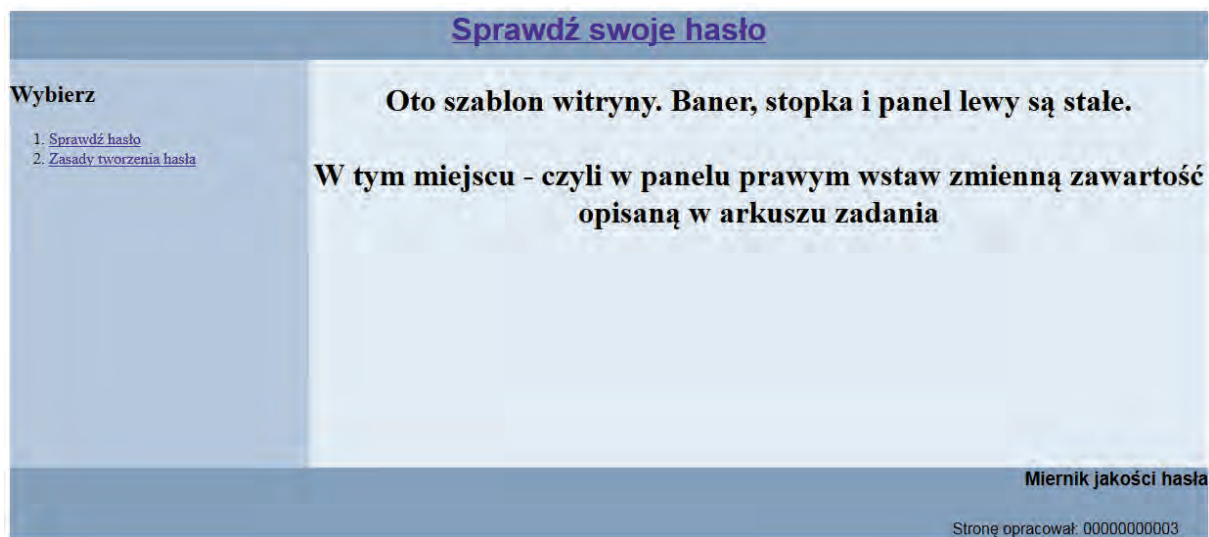 Sprawdź swoje hasło
Wybierz
1. Sprawdź hasło
2. Zasady tworzenia hasła
Oto szablon witryny. Baner, stopka i panel lewy są stałe.
W tym miejscu - czyli w panelu prawym wstaw zmienną zawartość
opisaną w arkuszu zadania
Miernik jakości hasła
Stronę opracował: 00000000003